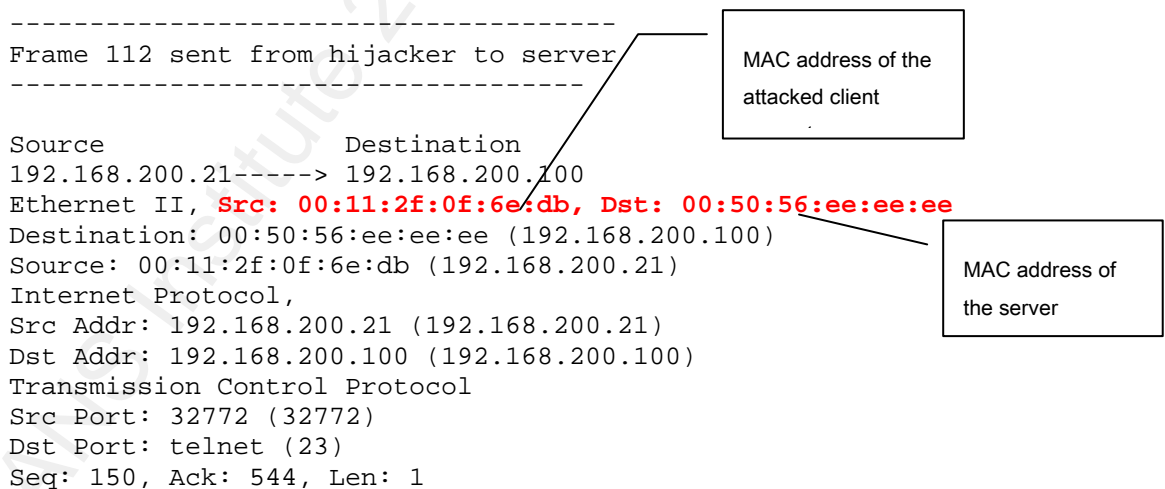 ------------------------------------
Frame 112 sent from hijacker to server
----------------------------------
MAC address of the
attacked client
Source Destination
192.168.200.21-----> 192.168.200.100
Ethernet II, Src: 00:11:2f:0f:6e:db, Dst: 00:50:56:ee:ee:ee
Destination: 00:50:56:ee:ee:ee (192.168.200.100)
Source: 00:11:2f:0f:6e:db (192.168.200.21)
MAC address of
the server
Internet Protocol,
Src Addr: 192.168.200.21 (192.168.200.21)
Dst Addr: 192.168.200.100 (192.168.200.100)
Transmission Control Protocol
Src Port: 32772 (32772)
Dst Port: telnet (23)
Seq: 150, Ack: 544, Len: 1
Institute